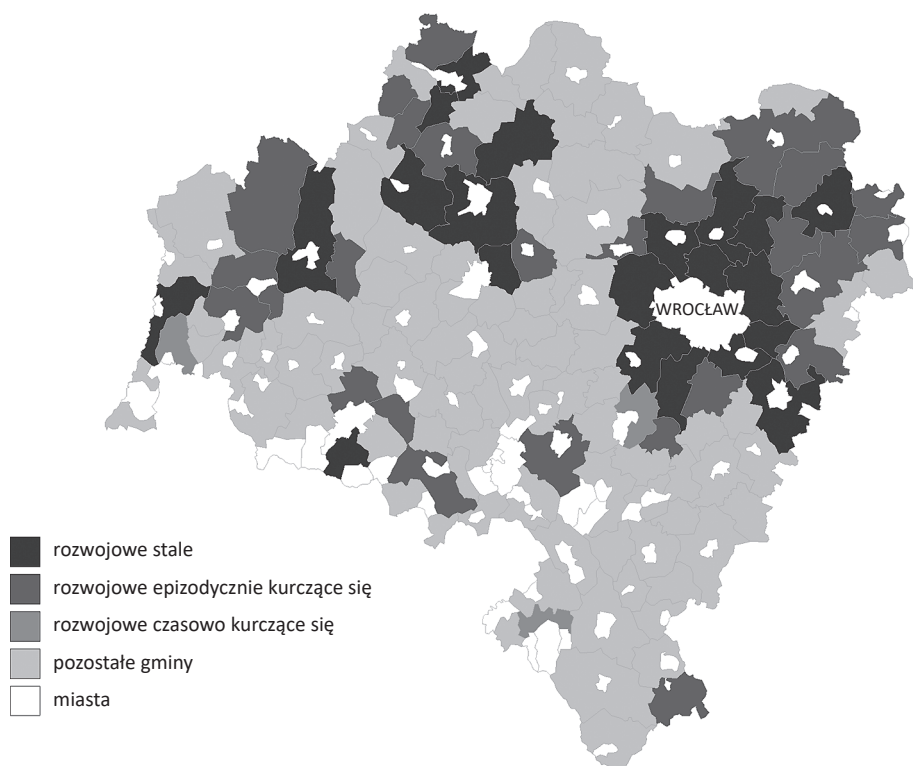 WROCŁAW
rozwojowe stale
rozwojowe epizodycznie kurczące się
rozwojowe czasowo kurczące się
pozostałe gminy
miasta